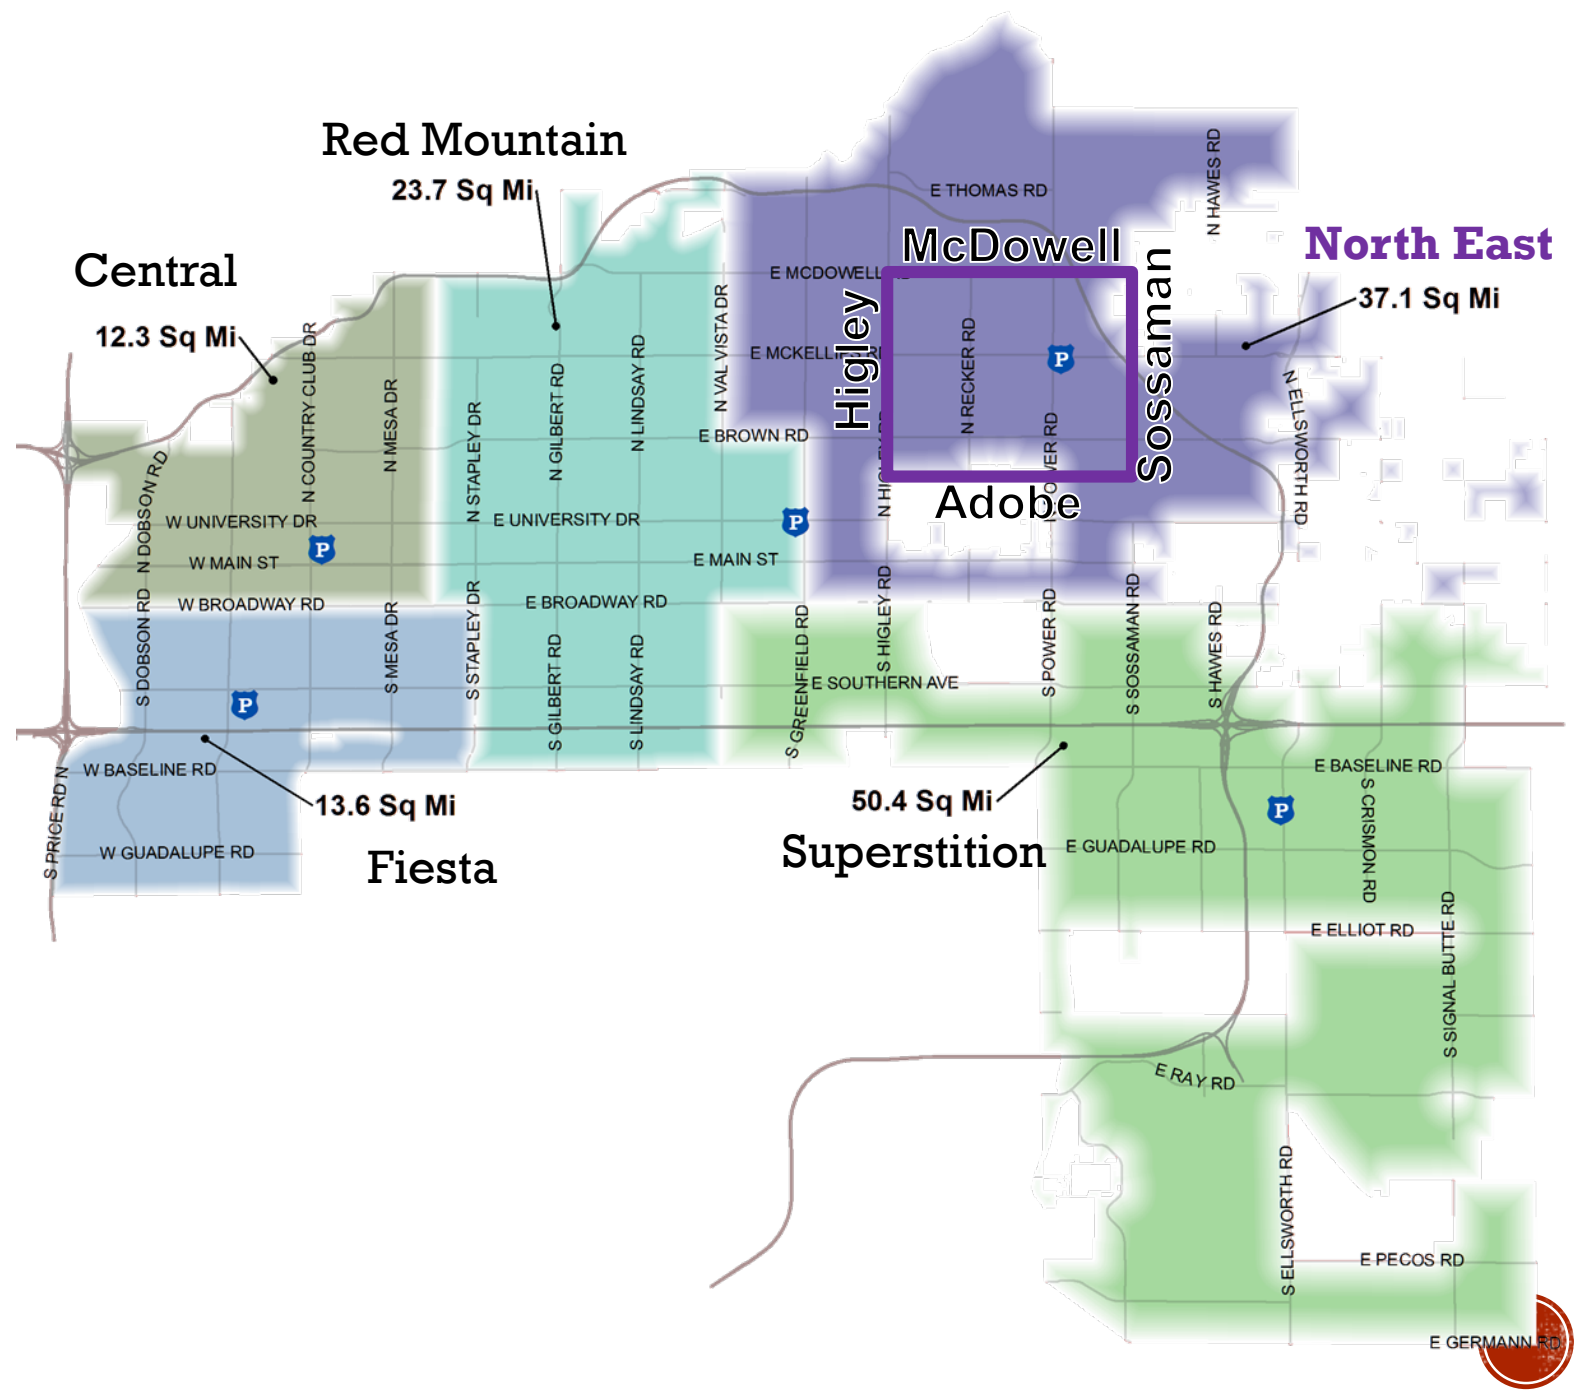 N HAWES RD
Red Mountain
23.7 Sq Mi
E THOMAS RD
McDowell
North East
37.1 Sq Mi
Central
12.3 Sq Mi
E MCDOWELL RD
Higley
Sossaman
N COUNTRY CLUB DR
N MESA DR
N STAPLEY DR
N GILBERT RD
N LINDSAY RD
N VAL VISTA DR
E MCKELLIPS RD
N RECKER RD
P
N ELLSWORTH RD
E BROWN RD
N HIGLEY RD
N POWER RD
Adobe
N DOBSON RD
W UNIVERSITY DR
E UNIVERSITY DR
P
P
W MAIN ST
E MAIN ST
W BROADWAY RD
E BROADWAY RD
S DOBSON RD
S MESA DR
S STAPLEY DR
S GILBERT RD
S LINDSAY RD
S GREENFIELD RD
S HIGLEY RD
S POWER RD
S SOSSAMAN RD
S HAWES RD
E SOUTHERN AVE
P
W BASELINE RD
E BASELINE RD
S PRICE RD N
13.6 Sq Mi
50.4 Sq Mi
P
S CRISMON RD
W GUADALUPE RD
Fiesta
Superstition
E GUADALUPE RD
E ELLIOT RD
S SIGNAL BUTTE RD
E RAY RD
S ELLSWORTH RD
E PECOS RD
E GERMANN RD